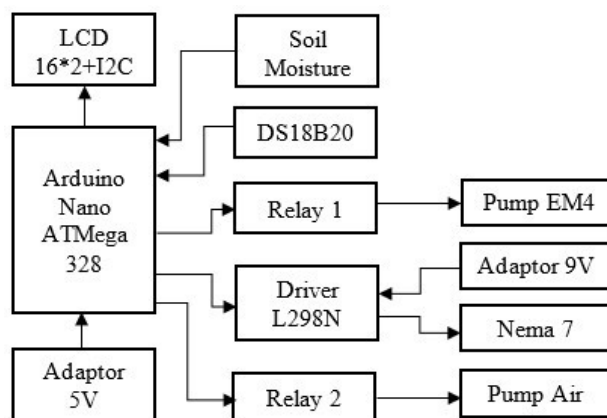 LCD
16*2+I2C
Soil
Moisture
DS18B20
Arduino
Nano
ATMega
328
Relay 1
Pump EM4
Adaptor 9V
Driver
L298N
Nema 7
Adaptor
5V
Relay 2
Pump Air